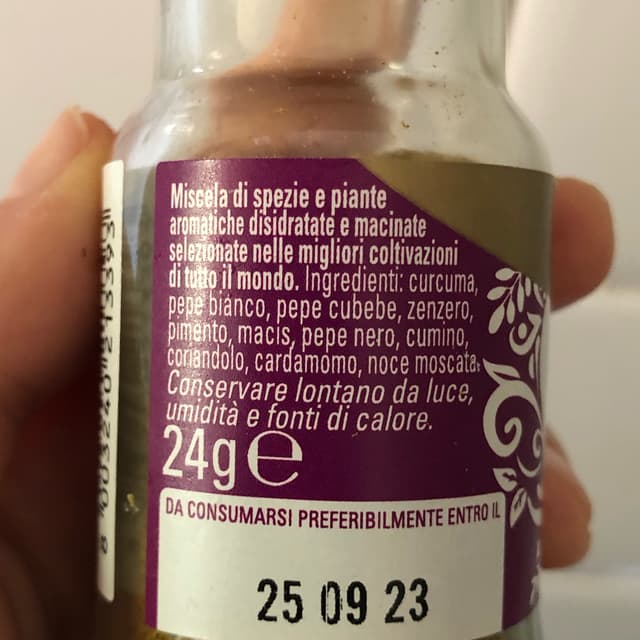 Miscela di spezie e piante
aromatiche disidratate e macinate
selezionate nelle migliori coltivazioni
di tutto il mondo. Ingredienti: curcuma,
pepe bianco, pepe cubebe, zenzero,
pimento, macis, pepe nero, cumino,
coriandolo, cardamomo, noce moscata.
Conservare lontano da luce,
umidità e fonti di calore.
24g e
DA CONSUMARSI PREFERIBILMENTE ENTRO IL
25 09 23